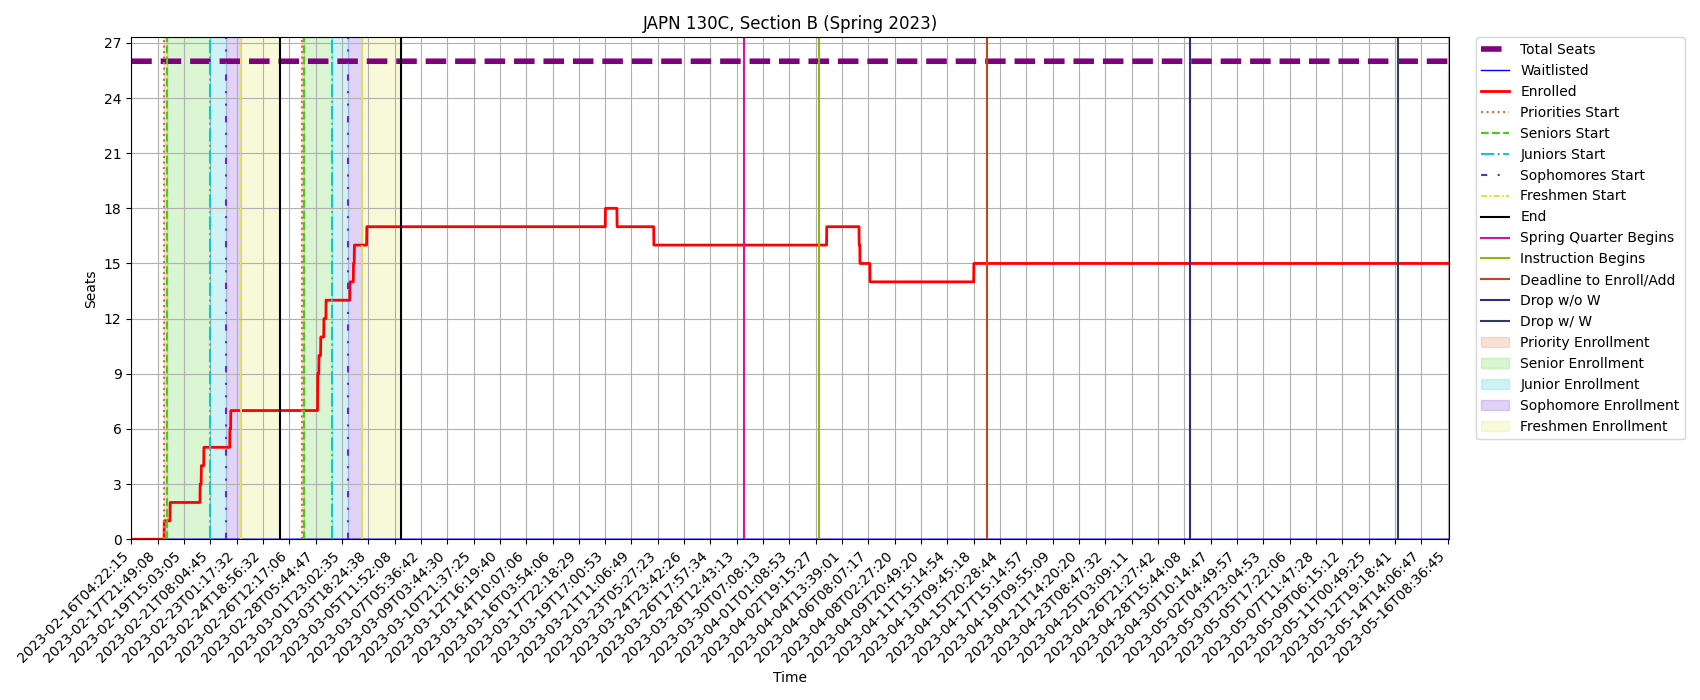 JAPN 130C, Section B (Spring 2023)
Seats
27
24
21
18
15
12
9
6
3
0
2023-02-16T04:22:15
2023-02-17T21:49:08
2023-02-19T15:03:05
2023-02-21T08:04:45
2023-02-23T01:17:32
2023-02-24T18:56:32
2023-02-26T12:17:06
2023-02-28T05:44:47
2023-03-01T23:02:35
2023-03-03T18:24:38
2023-03-05T11:52:08
2023-03-07T05:36:42
2023-03-09T03:44:30
2023-03-10T21:37:25
2023-03-12T16:19:40
2023-03-14T10:07:06
2023-03-16T03:54:06
2023-03-17T22:18:29
2023-03-19T17:00:53
2023-03-21T11:06:49
2023-03-23T05:27:23
2023-03-24T23:42:26
2023-03-26T17:57:34
2023-03-28T12:43:13
2023-03-30T07:08:13
2023-04-01T01:08:53
2023-04-02T19:15:27
2023-04-04T13:39:01
2023-04-06T08:07:17
2023-04-08T02:27:20
2023-04-09T20:49:20
2023-04-11T15:14:54
2023-04-13T09:45:18
2023-04-15T20:28:44
2023-04-17T15:14:57
2023-04-19T09:55:09
2023-04-21T14:20:20
2023-04-23T08:47:32
2023-04-25T03:09:11
2023-04-26T21:27:42
2023-04-28T15:44:08
2023-04-30T10:14:47
2023-05-02T04:49:57
2023-05-03T23:04:53
2023-05-05T17:22:06
2023-05-07T11:47:28
2023-05-09T06:15:12
2023-05-11T00:49:25
2023-05-12T19:18:41
2023-05-14T14:06:47
2023-05-16T08:36:45
Time
Total Seats
Waitlisted
Enrolled
Priorities Start
Seniors Start
Juniors Start
Sophomores Start
Freshmen Start
End
Spring Quarter Begins
Instruction Begins
Deadline to Enroll/Add
Drop w/o W
Drop w/ W
Priority Enrollment
Senior Enrollment
Junior Enrollment
Sophomore Enrollment
Freshmen Enrollment